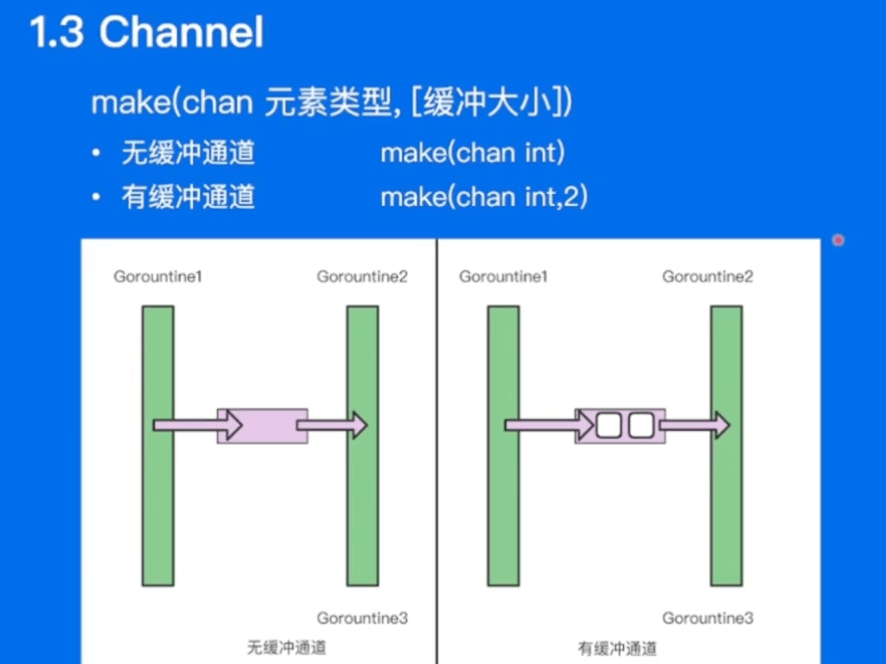 1.3 Channel
make(chan 元素类型, [缓冲大小])
• 无缓冲通道 make(chan int)
• 有缓冲通道 make(chan int,2)
Gorountine1 Gorountine2 Gorountine1 Gorountine2
Gorountine3 Gorountine3
无缓冲通道 有缓冲通道